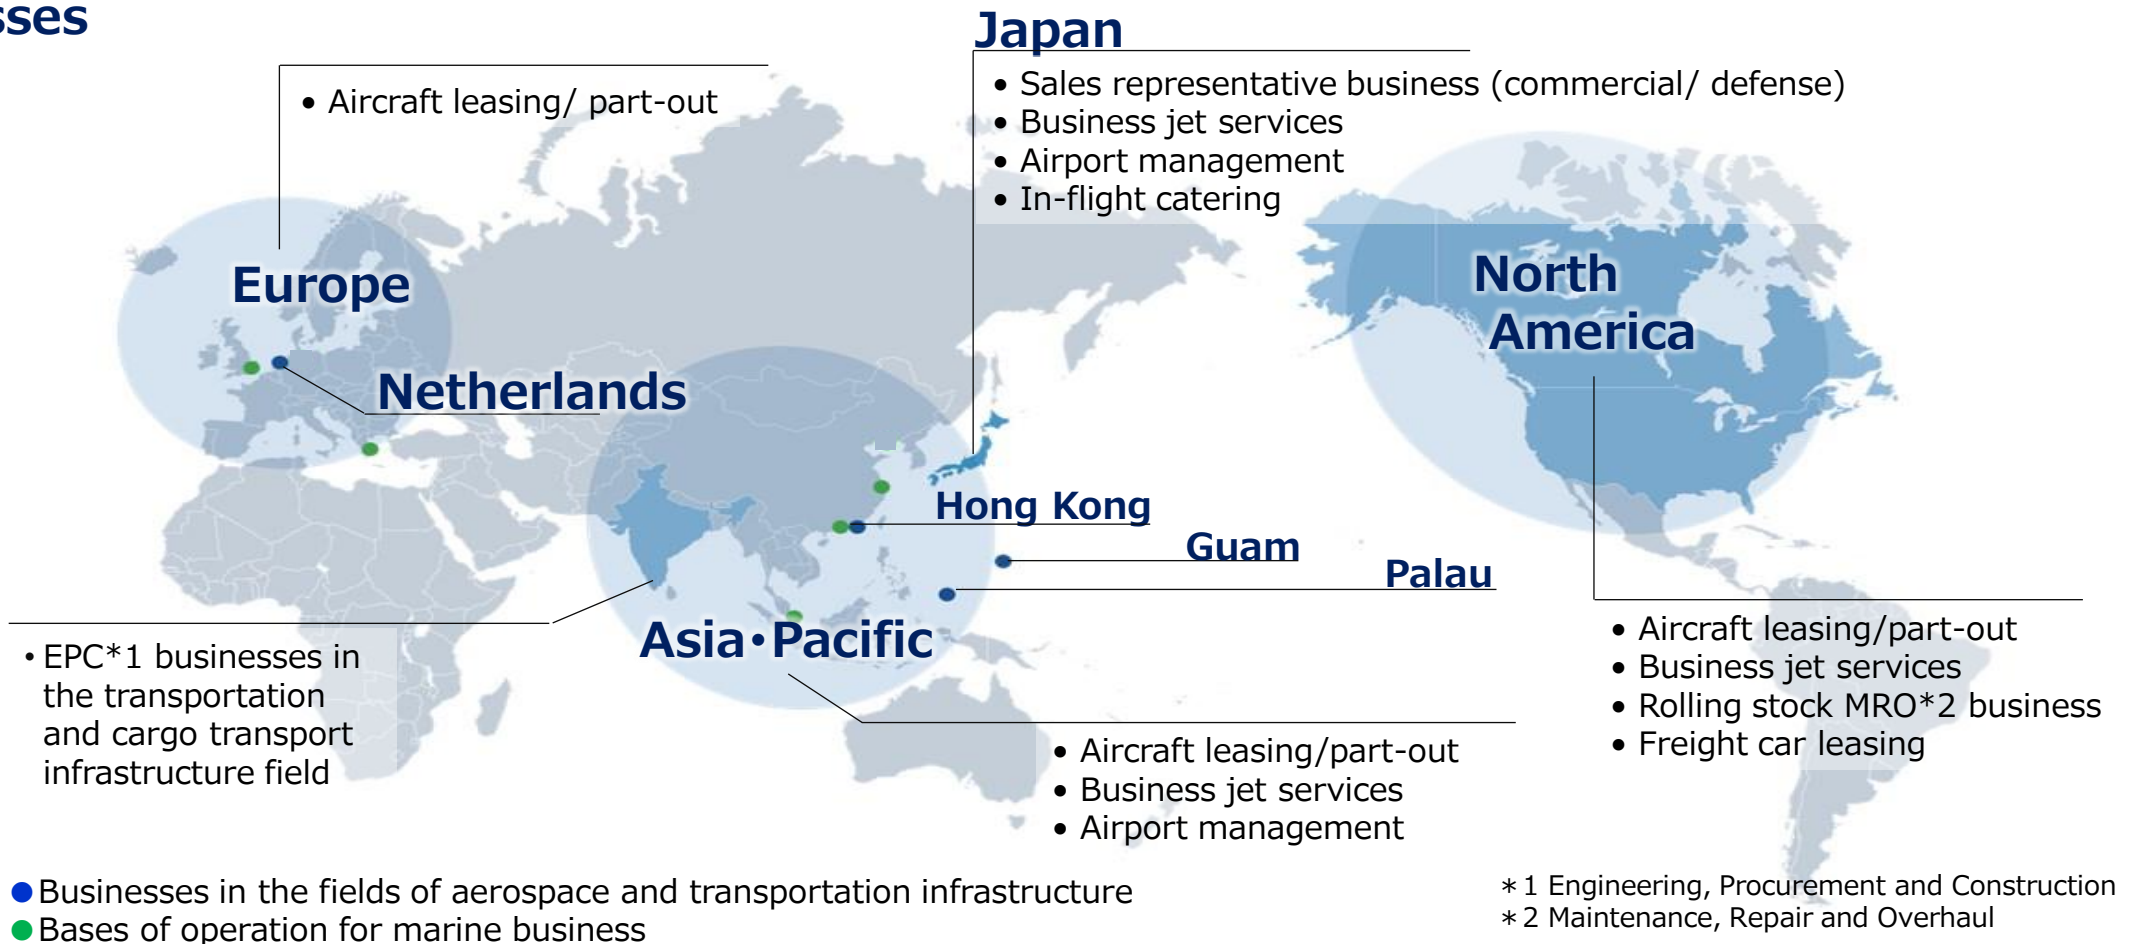 sses
Japan
• Aircraft leasing/ part-out
• Sales representative business (commercial/ defense)
• Business jet services
• Airport management
• In-flight catering
Europe
North
America
Netherlands
Hong Kong
Guam
Palau
Asia・Pacific
• EPC*1 businesses in
the transportation
and cargo transport
infrastructure field
• Aircraft leasing/part-out
• Business jet services
• Airport management
• Aircraft leasing/part-out
• Business jet services
• Rolling stock MRO*2 business
• Freight car leasing
●Businesses in the fields of aerospace and transportation infrastructure
●Bases of operation for marine business
＊1 Engineering, Procurement and Construction
＊2 Maintenance, Repair and Overhaul